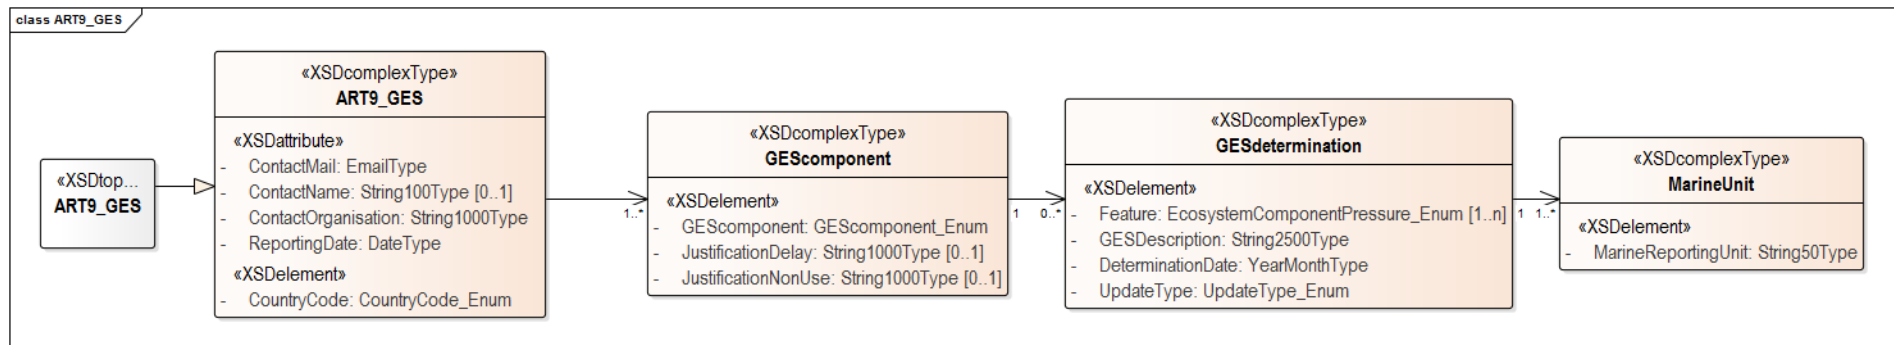 class ART9_GES
«XSDtop...
ART9_GES
«XSDcomplexType»
ART9_GES
«XSDattribute»
- ContactMail: EmailType
- ContactName: String100Type [0..1]
- ContactOrganisation: String1000Type
- ReportingDate: DateType
«XSDelement»
- CountryCode: CountryCode_Enum
1..*
«XSDcomplexType»
GEScomponent
«XSDelement»
- GEScomponent: GEScomponent_Enum
- JustificationDelay: String1000Type [0..1]
- JustificationNonUse: String1000Type [0..1]
1
0..*
«XSDcomplexType»
GESdetermination
«XSDelement»
- Feature: EcosystemComponentPressure_Enum [1..n]
- GESDescription: String2500Type
- DeterminationDate: YearMonthType
- UpdateType: UpdateType_Enum
1
1..*
«XSDcomplexType»
MarineUnit
«XSDelement»
- MarineReportingUnit: String50Type